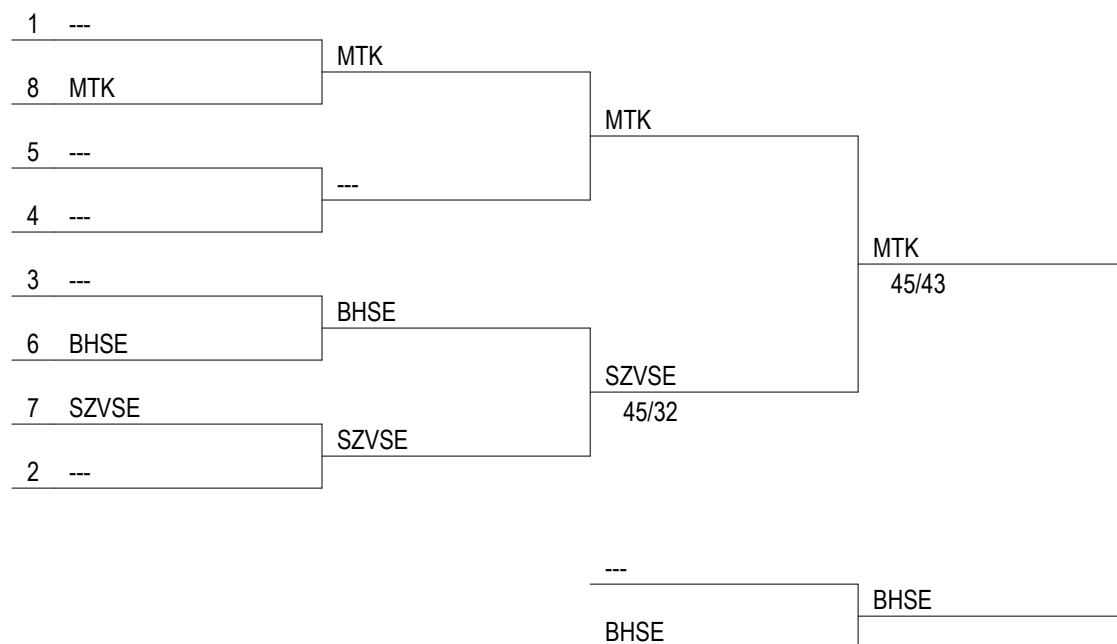 1 ---
MTK
8 MTK
MTK
5 ---
---
4 ---
MTK
45/43
3 ---
BHSE
6 BHSE
SZVSE
45/32
7 SZVSE
SZVSE
2 ---
---
BHSE
BHSE